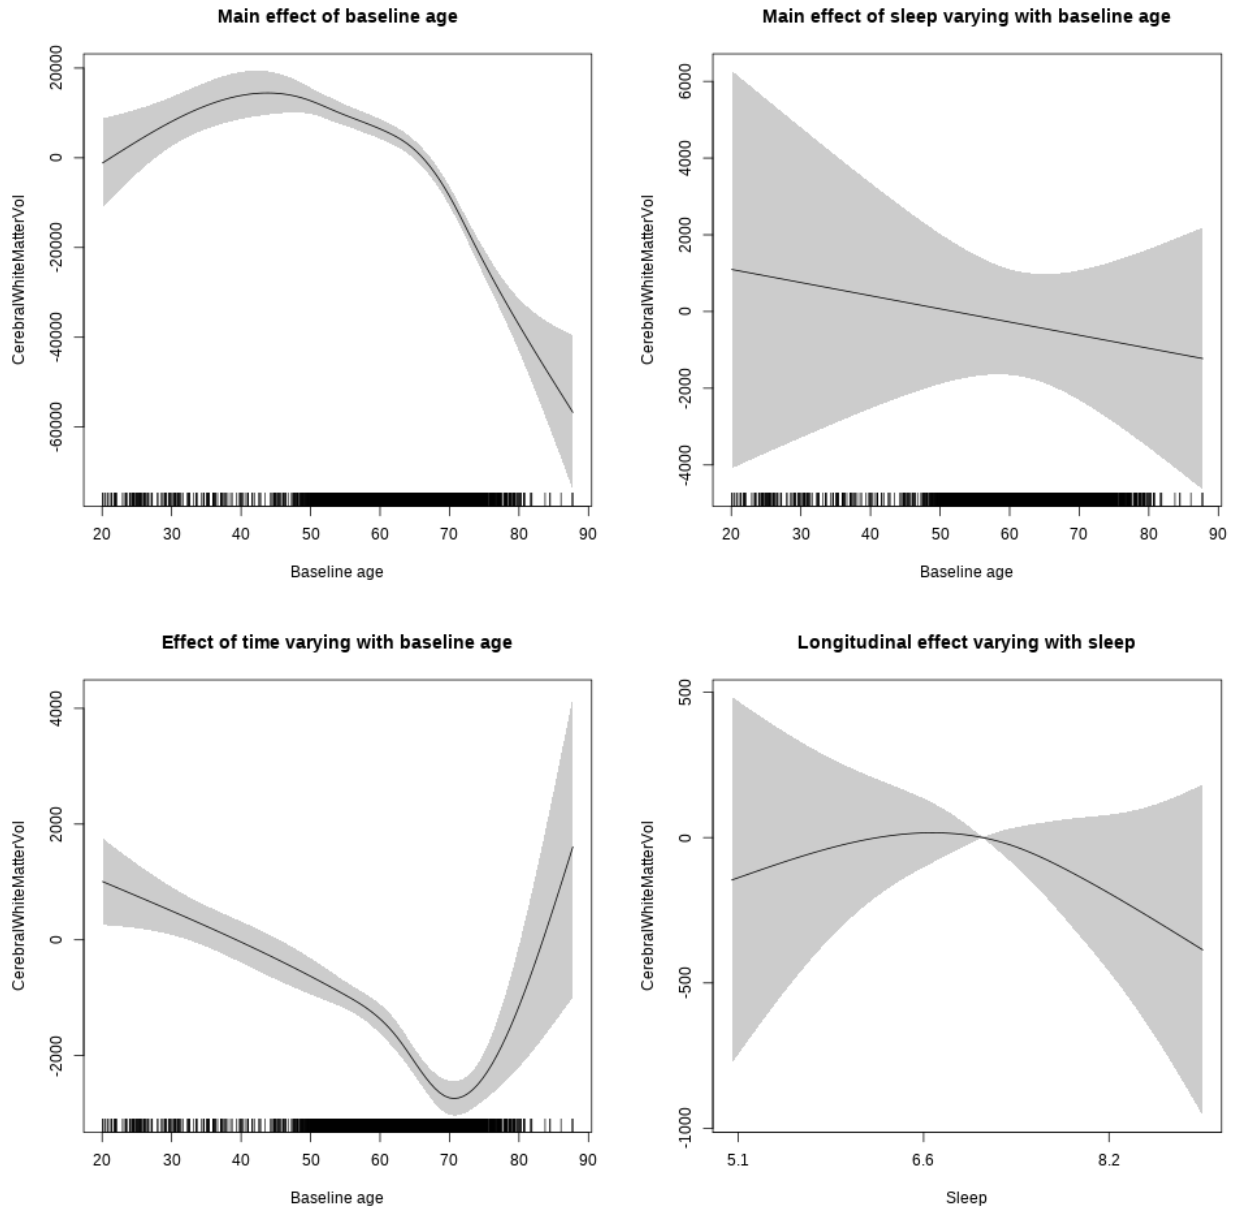 Main effect of baseline age
CerebralWhiteMatterVol
20000
0
-20000
-40000
-60000
20 30 40 50 60 70 80 90
Baseline age
Main effect of sleep varying with baseline age
CerebralWhiteMatterVol
6000
4000
2000
0
-2000
-4000
20 30 40 50 60 70 80 90
Baseline age
Effect of time varying with baseline age
CerebralWhiteMatterVol
4000
2000
0
-2000
20 30 40 50 60 70 80 90
Baseline age
Longitudinal effect varying with sleep
CerebralWhiteMatterVol
500
0
-500
-1000
5.1 6.6 8.2
Sleep